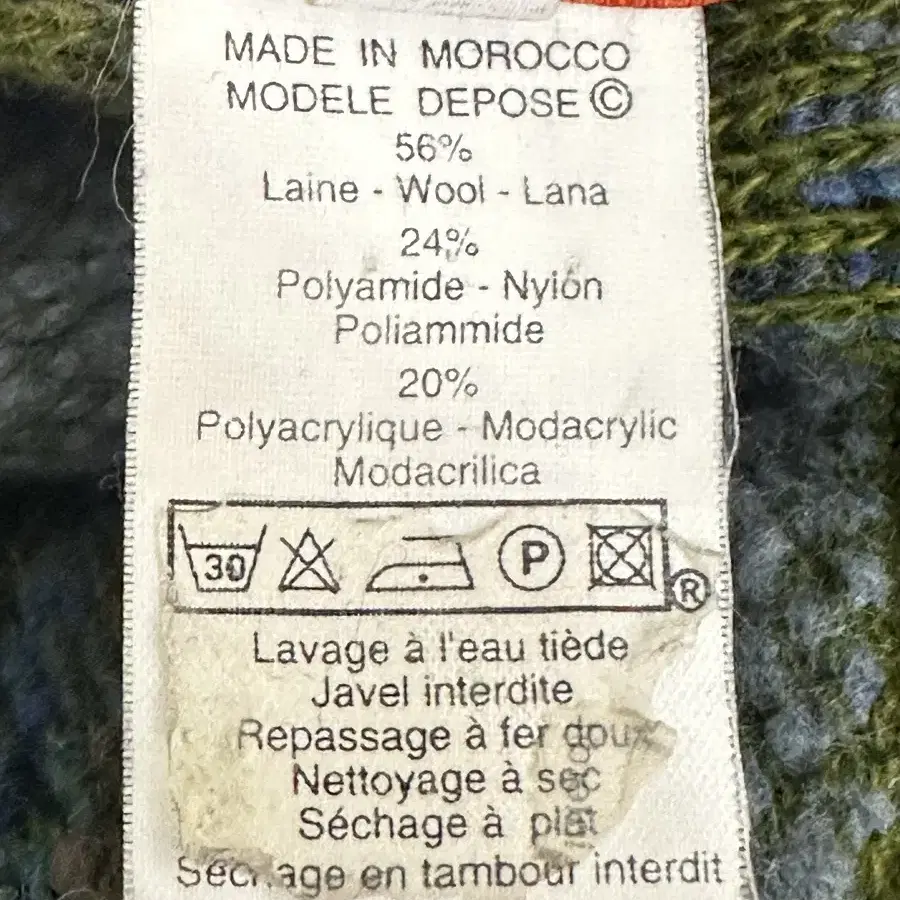 MADE IN MOROCCO
MODELE DEPOSE ©
56%
Laine - Wool - Lana
24%
Polyamide - Nylon
Poliammide
20%
Polyacrylique - Modacrylic
Modacrilica
30 P
®
Lavage à l'eau tiède
Javel interdite
Repassage à fer doux
Nettoyage à sec
Séchage à plat
Séchage en tambour interdit